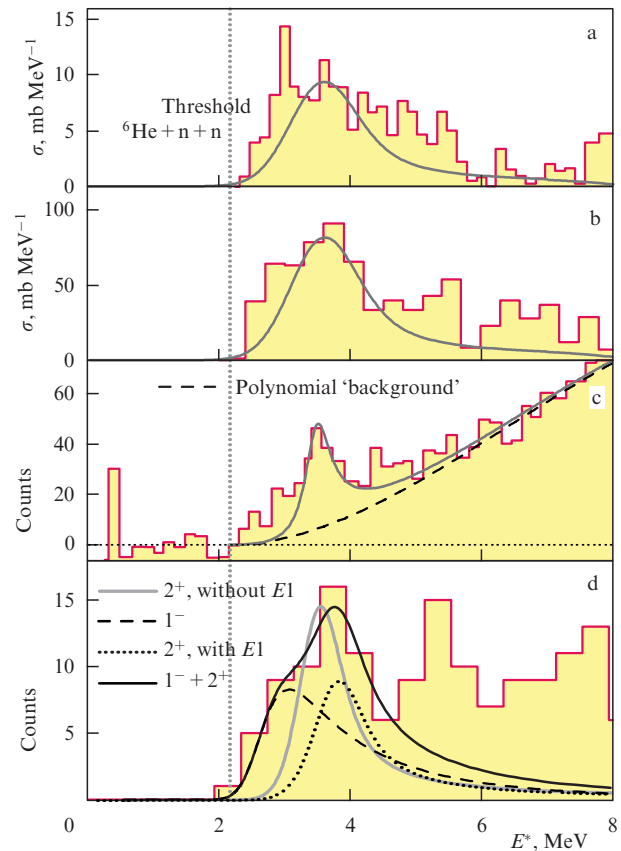 15
10
5
0
σ, mb MeV⁻¹
a
Threshold
⁶He + n + n
100
50
0
σ, mb MeV⁻¹
b
60
40
20
0
Counts
Polynomial ‘background’
c
15
10
5
Counts
2⁺, without E1
1⁻
2⁺, with E1
1⁻ + 2⁺
d
0 2 4 6 8
E*, MeV